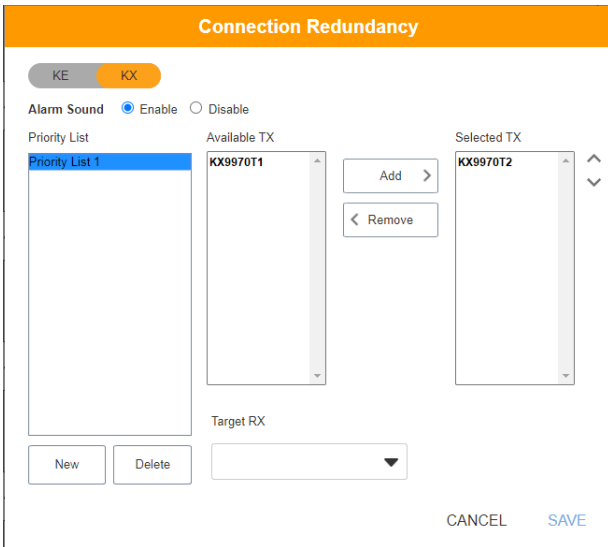 Connection Redundancy
KE KX
Alarm Sound Enable Disable
Priority List Available TX Selected TX
Priority List 1 KX9970T1 KX9970T2
Add
Remove
Target RX
New Delete
CANCEL SAVE